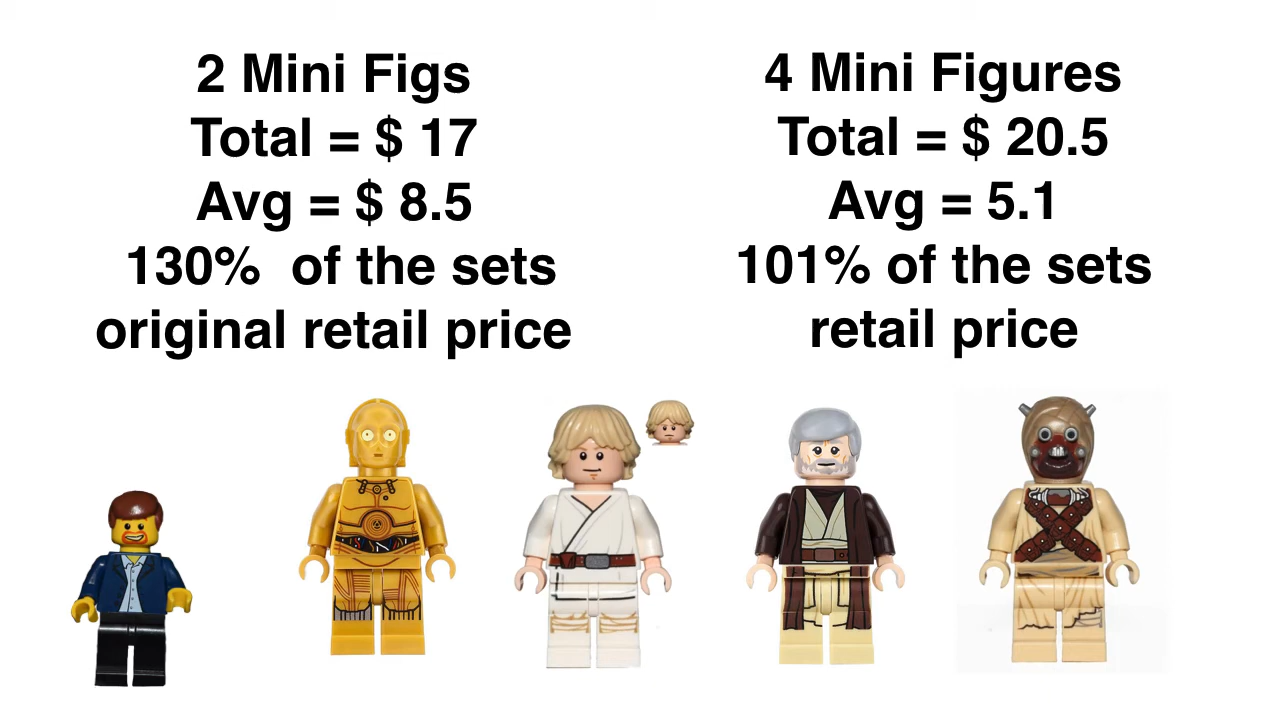 2 Mini Figs
Total = $ 17
Avg = $ 8.5
130%  of the sets
original retail price
4 Mini Figures
Total = $ 20.5
Avg = 5.1
101% of the sets
retail price